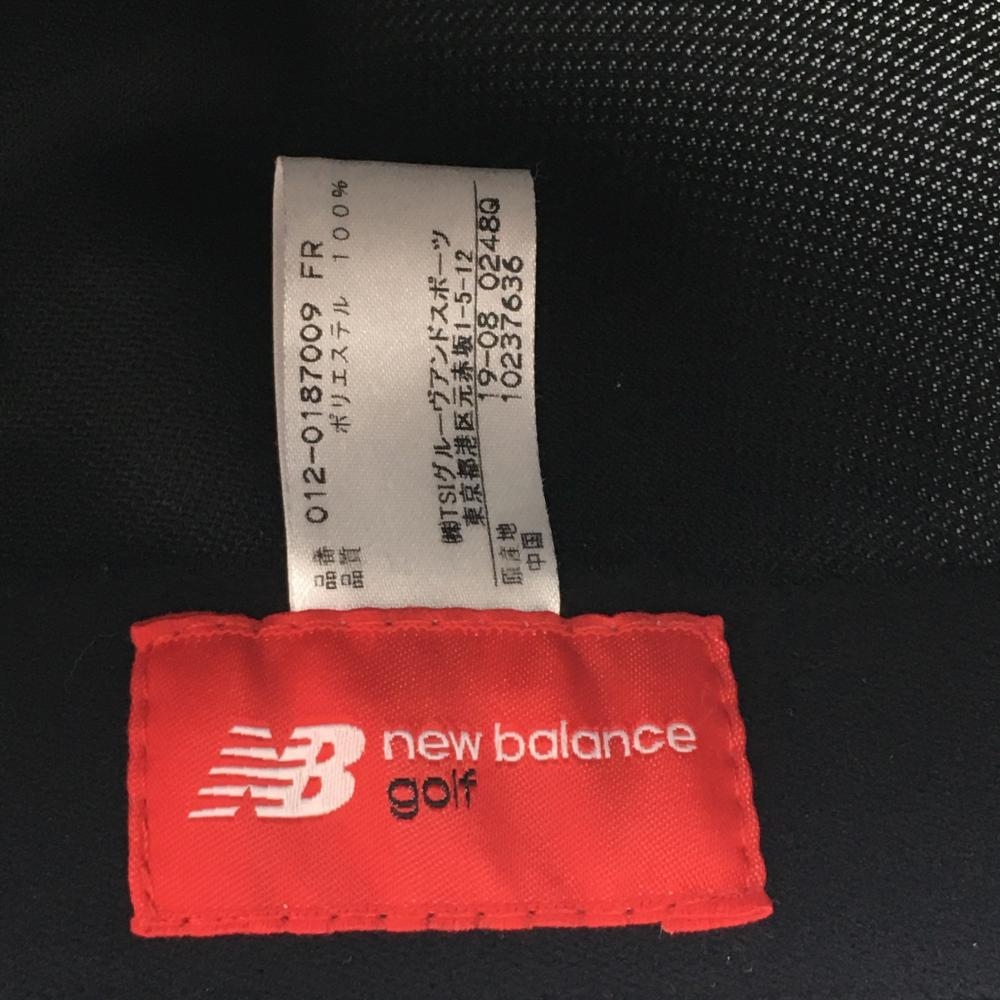 品番 012-0187009 FR
品質 ポリエステル 100%
㈱TSIグルーヴアンドスポーツ
東京都港区元赤坂1-5-12
19-08 0248Q
原産地 10237636
中国
NB new balance
golf